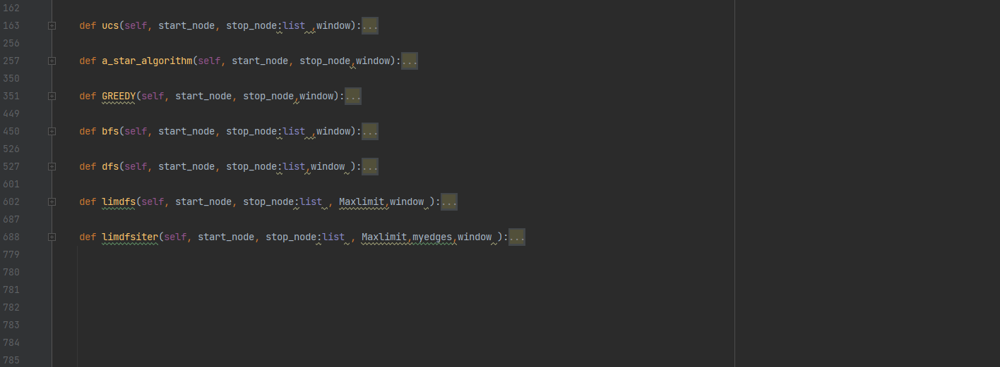 162
163 def ucs(self, start_node, stop_node:list ,window):...
256
257 def a_star_algorithm(self, start_node, stop_node,window):...
350
351 def GREEDY(self, start_node, stop_node,window):...
449
450 def bfs(self, start_node, stop_node:list ,window):...
526
527 def dfs(self, start_node, stop_node:list,window ):...
601
602 def limdfs(self, start_node, stop_node:list , Maxlimit,window ):...
687
688 def limdfsiter(self, start_node, stop_node:list , Maxlimit,myedges,window ):...
779
780
781
782
783
784
785